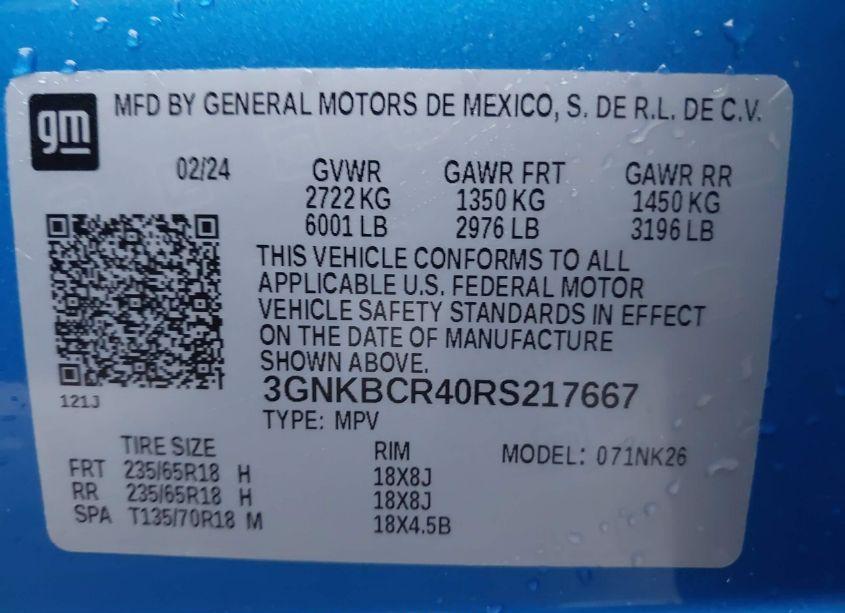 gm
MFD BY GENERAL MOTORS DE MEXICO, S. DE R.L. DE C.V.
02/24 GVWR GAWR FRT GAWR RR
2722 KG 1350 KG 1450 KG
6001 LB 2976 LB 3196 LB
THIS VEHICLE CONFORMS TO ALL
APPLICABLE U.S. FEDERAL MOTOR
VEHICLE SAFETY STANDARDS IN EFFECT
ON THE DATE OF MANUFACTURE
SHOWN ABOVE.
3GNKBCR40RS217667
121J
TYPE: MPV
TIRE SIZE RIM MODEL: 071NK26
FRT 235/65R18 H 18X8J
RR 235/65R18 H 18X8J
SPA T135/70R18 M 18X4.5B